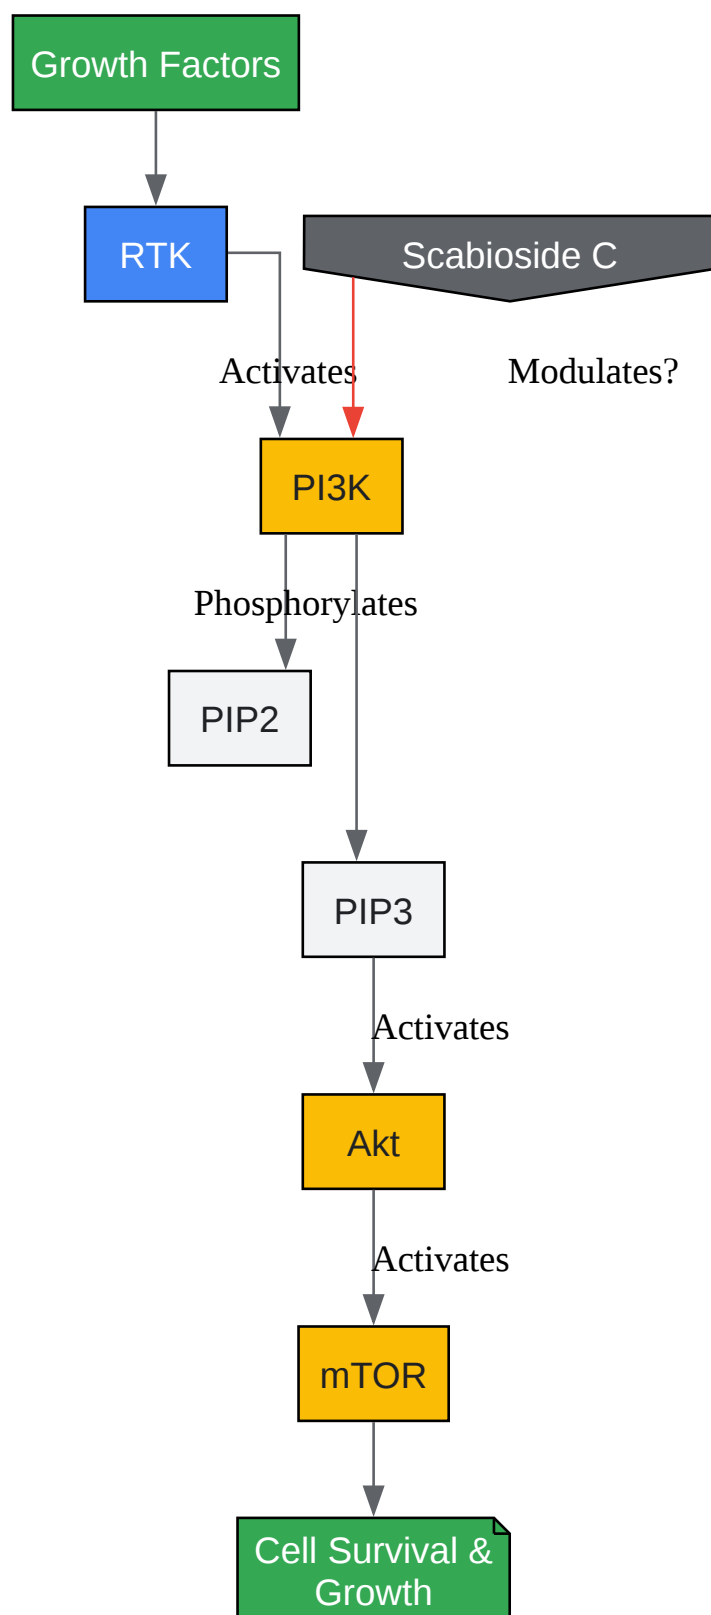 Growth Factors
RTK
Scabioside C
Activates
Modulates?
PI3K
Phosphorylates
PIP2
PIP3
Activates
Akt
Activates
mTOR
Cell Survival &
Growth